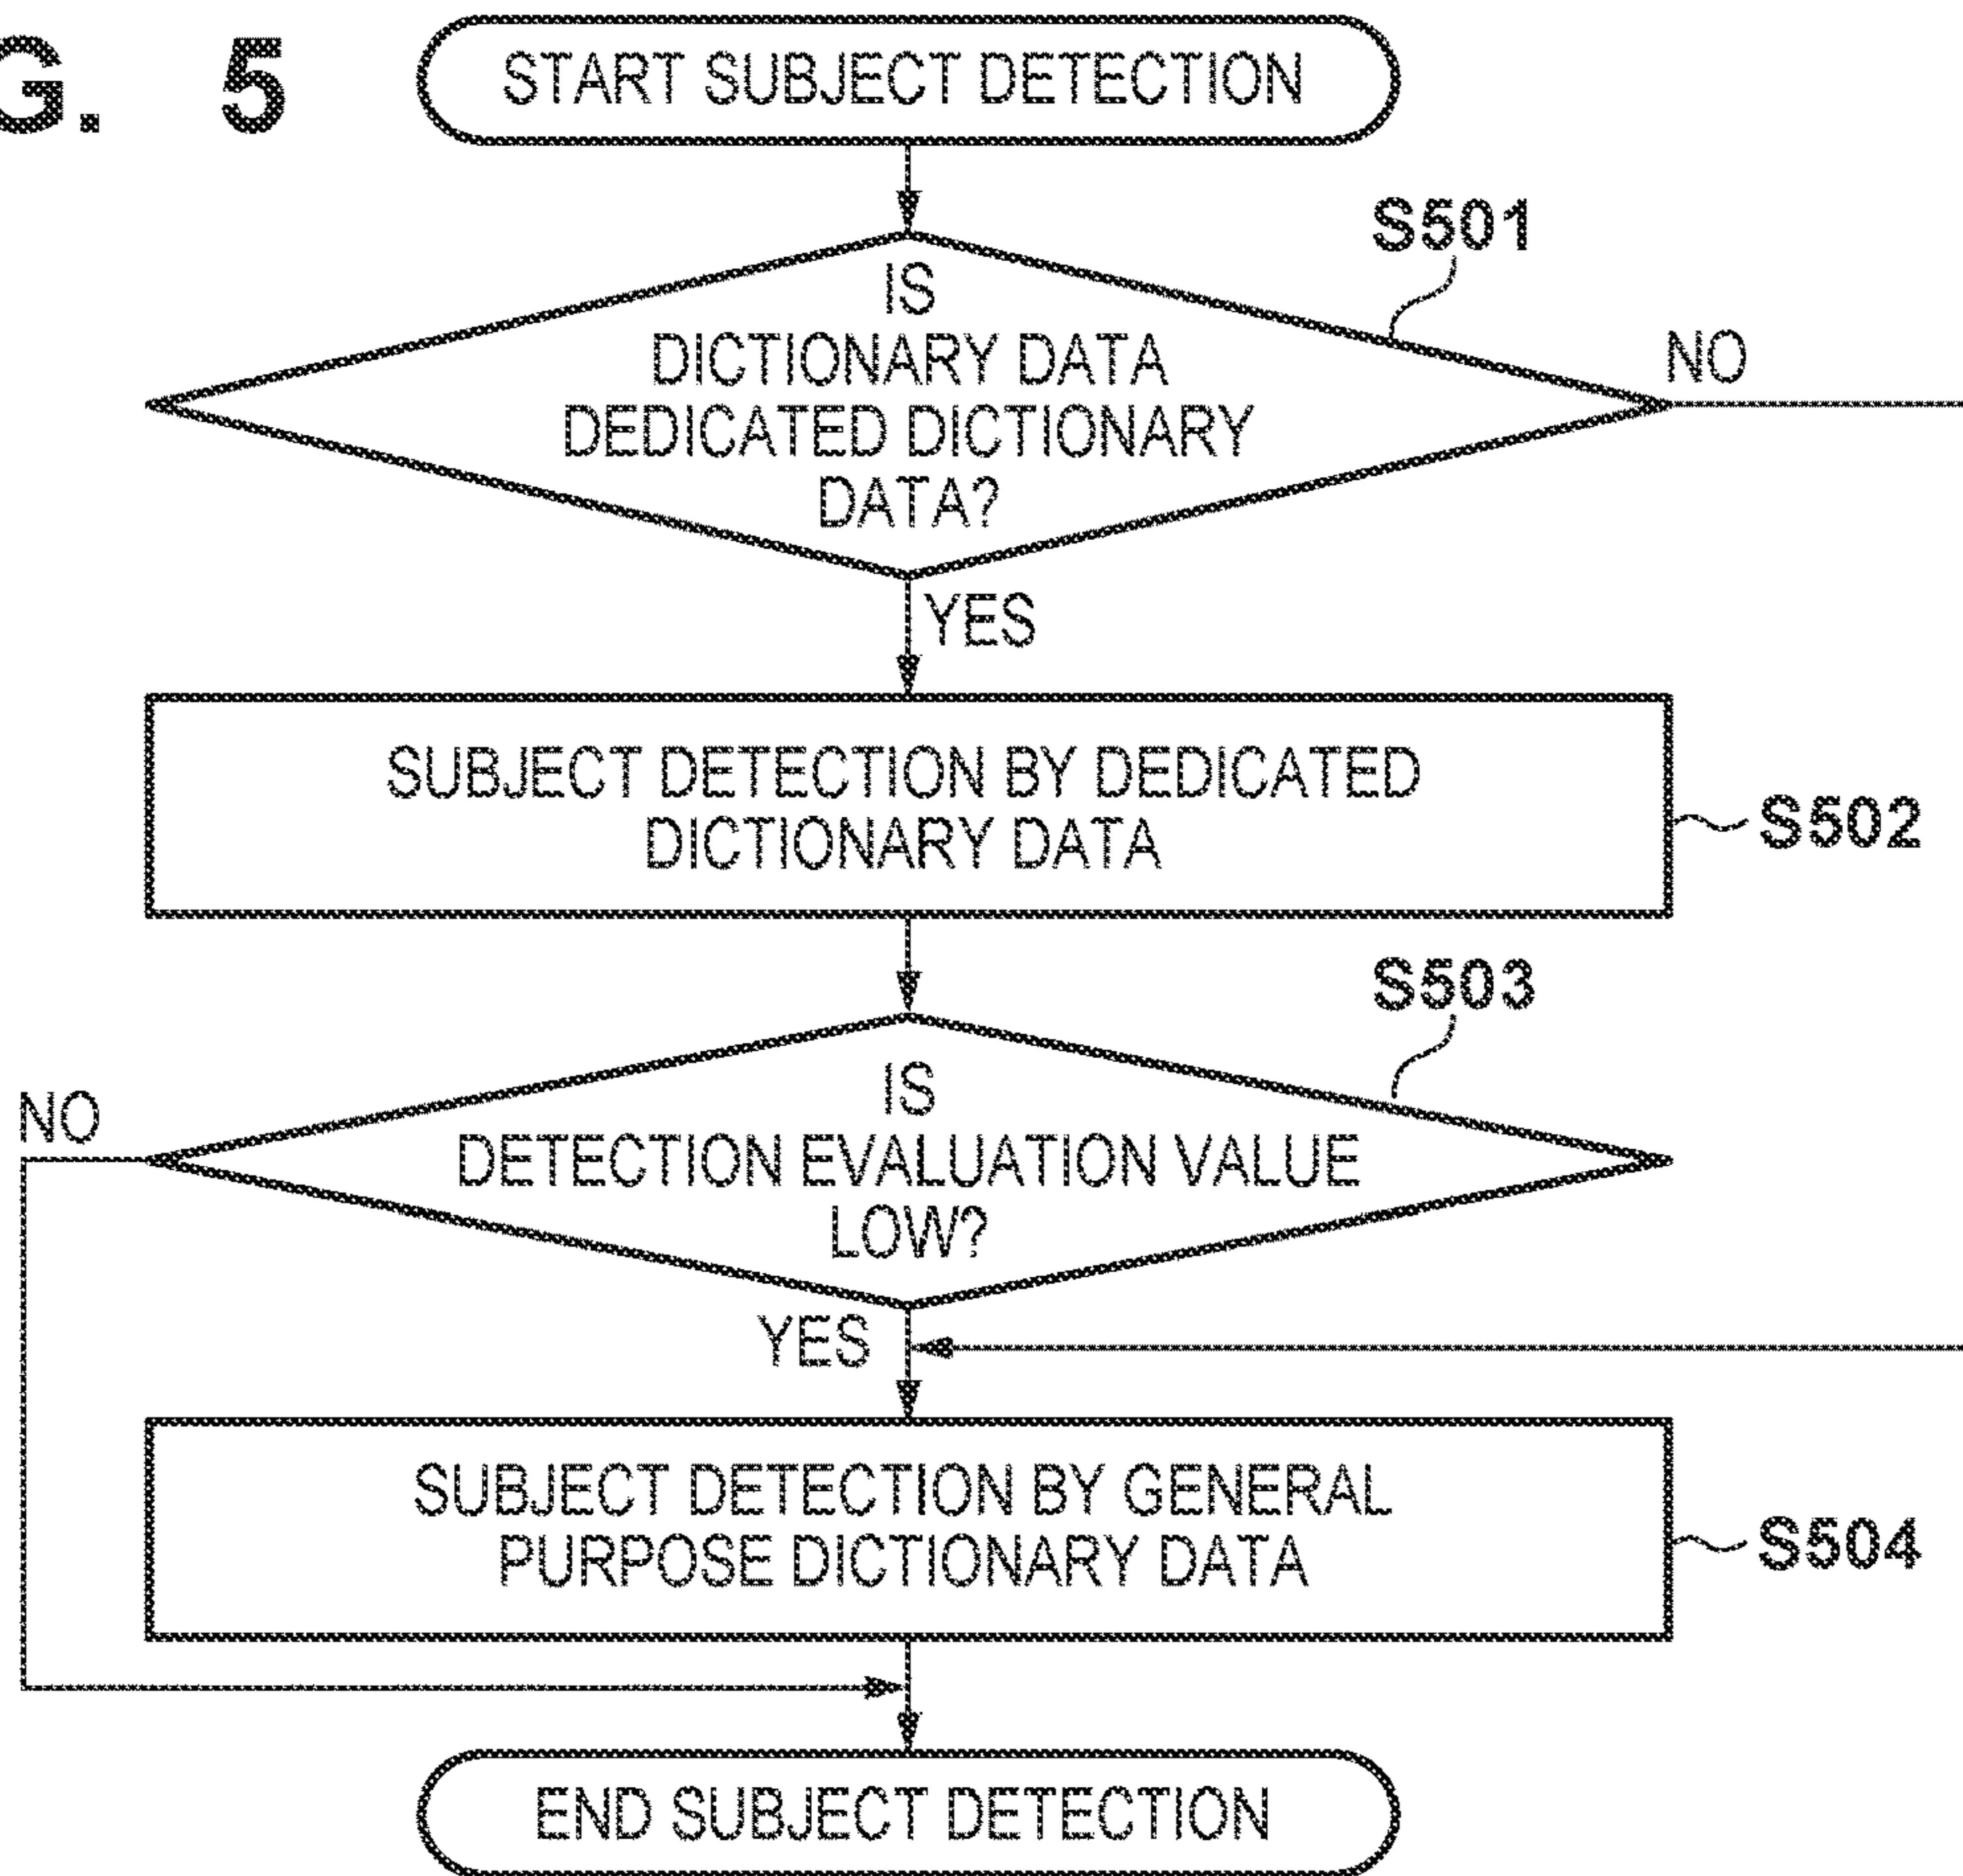 G. 5
START SUBJECT DETECTION
S501
IS
DICTIONARY DATA
DEDICATED DICTIONARY
DATA?
NO
YES
SUBJECT DETECTION BY DEDICATED
DICTIONARY DATA
S502
S503
IS
DETECTION EVALUATION VALUE
LOW?
NO
YES
SUBJECT DETECTION BY GENERAL
PURPOSE DICTIONARY DATA
S504
END SUBJECT DETECTION